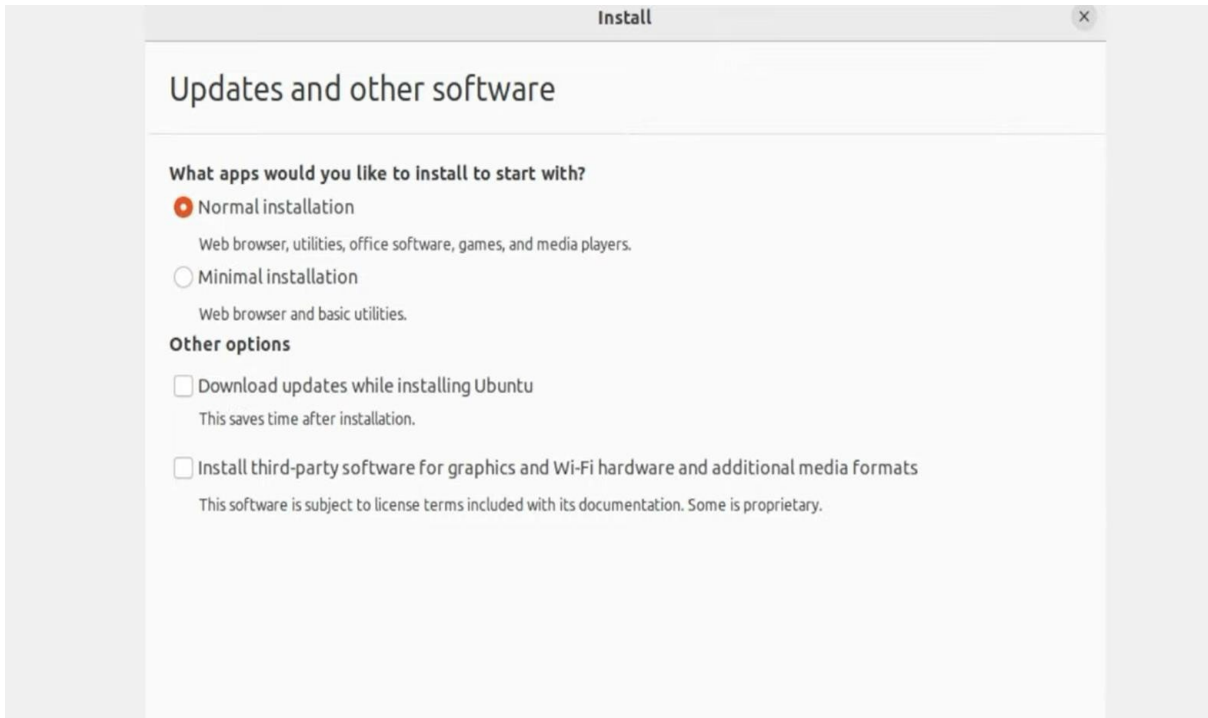 Install
Updates and other software
What apps would you like to install to start with?
Normal installation
Web browser, utilities, office software, games, and media players.
Minimal installation
Web browser and basic utilities.
Other options
Download updates while installing Ubuntu
This saves time after installation.
Install third-party software for graphics and Wi-Fi hardware and additional media formats
This software is subject to license terms included with its documentation. Some is proprietary.